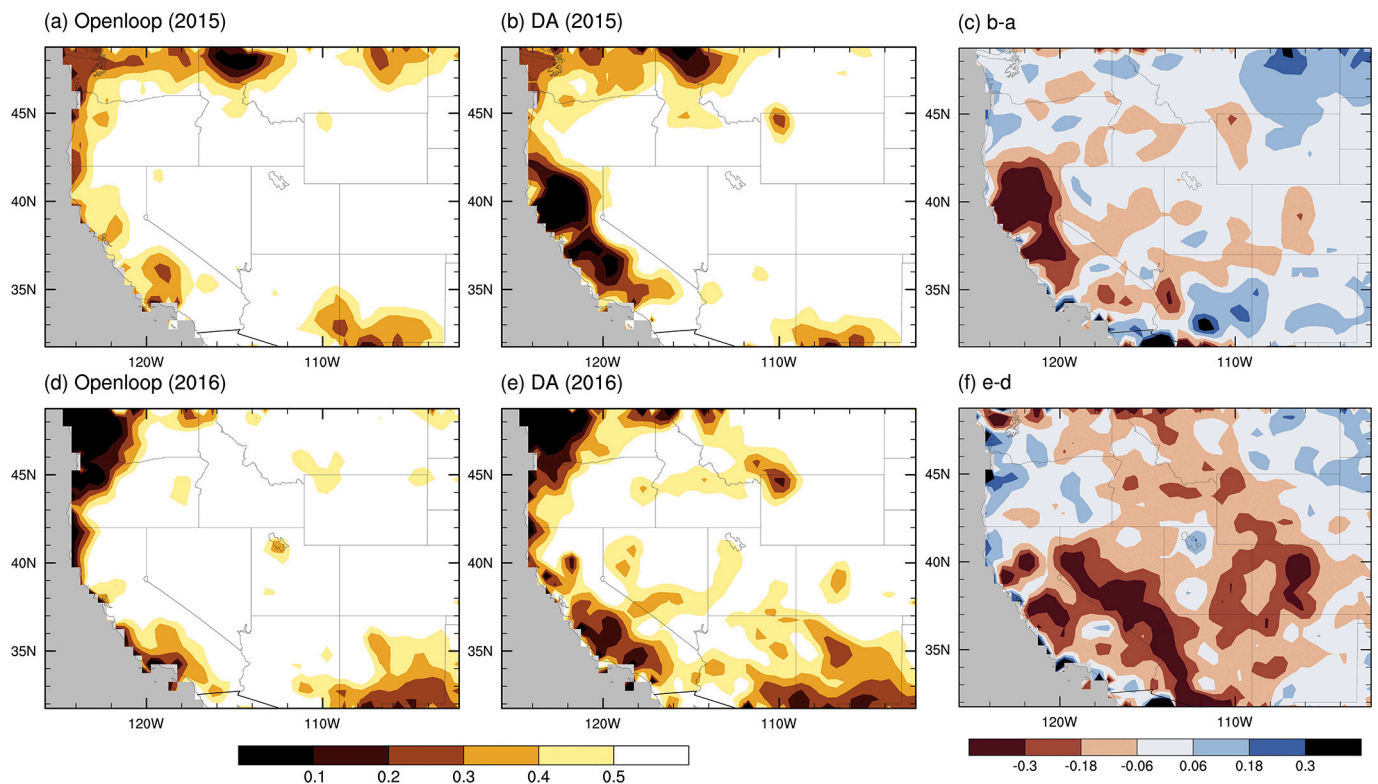 (a) Openloop (2015)
(b) DA (2015)
(c) b-a
45N
40N
35N
120W
110W
45N
40N
35N
120W
110W
45N
40N
35N
120W
110W
(d) Openloop (2016)
(e) DA (2016)
(f) e-d
45N
40N
35N
120W
110W
45N
40N
35N
120W
110W
45N
40N
35N
120W
110W
0.1 0.2 0.3 0.4 0.5
-0.3 -0.18 -0.06 0.06 0.18 0.3